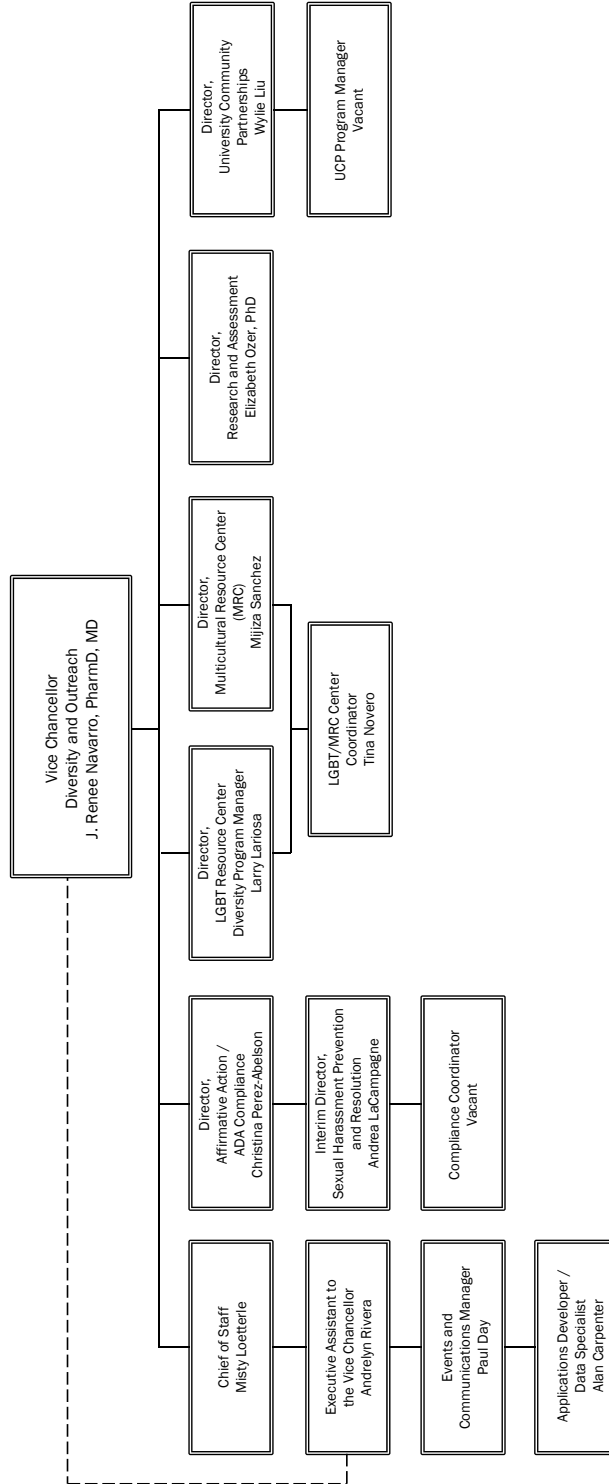 Vice Chancellor
Diversity and Outreach
J. Renee Navarro, PharmD, MD
Chief of Staff
Misty Loetterle
Executive Assistant to
the Vice Chancellor
Andrelyn Rivera
Events and
Communications Manager
Paul Day
Applications Developer /
Data Specialist
Alan Carpenter
Director,
Affirmative Action /
ADA Compliance
Christina Perez-Abelson
Interim Director,
Sexual Harassment Prevention
and Resolution
Andrea LaCampagne
Compliance Coordinator
Vacant
Director,
LGBT Resource Center
Diversity Program Manager
Larry Lariosa
Director,
Multicultural Resource Center
(MRC)
Mijiza Sanchez
LGBT/MRC Center
Coordinator
Tina Novero
Director,
Research and Assessment
Elizabeth Ozer, PhD
Director,
University Community
Partnerships
Wylie Liu
UCP Program Manager
Vacant